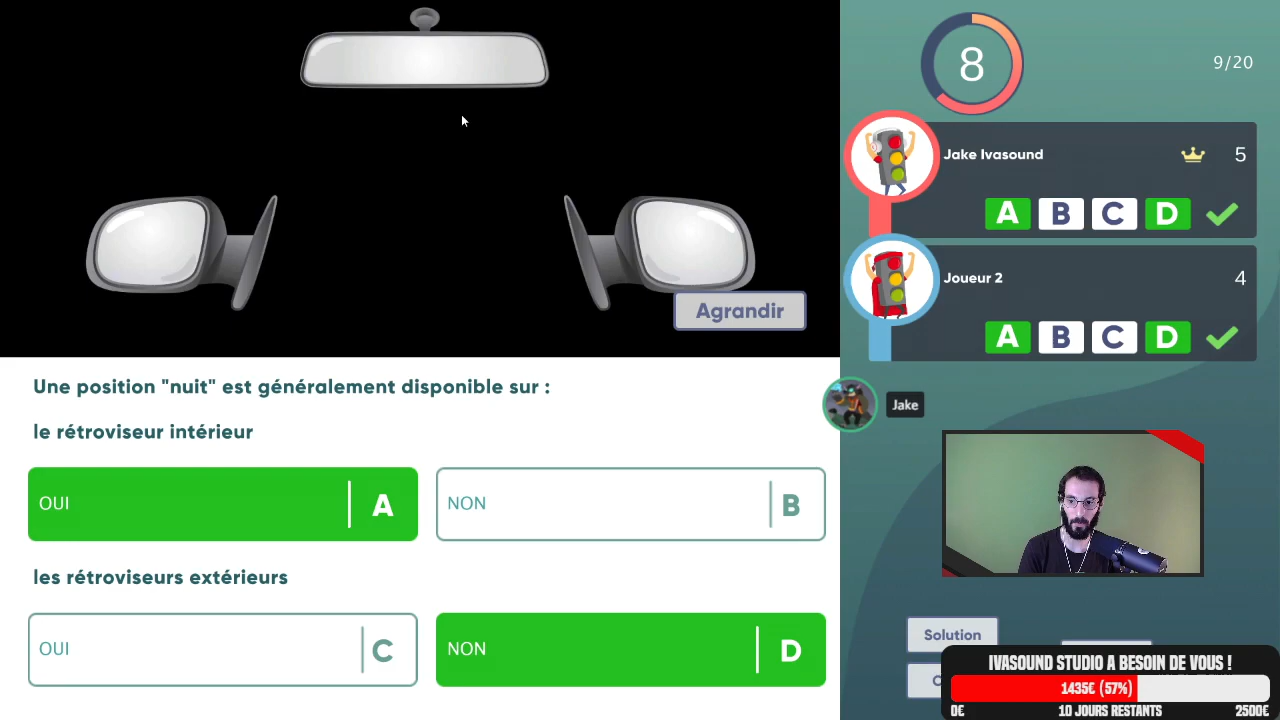 Agrandir
Une position "nuit" est généralement disponible sur :
le rétroviseur intérieur
OUI A
NON B
les rétroviseurs extérieurs
OUI C
NON D
8
9/20
Jake Ivasound 5
A B C D
Joueur 2 4
A B C D
Jake
Solution
IVASOUND STUDIO A BESOIN DE VOUS !
1435€ (57%)
0€ 10 JOURS RESTANTS 2500€